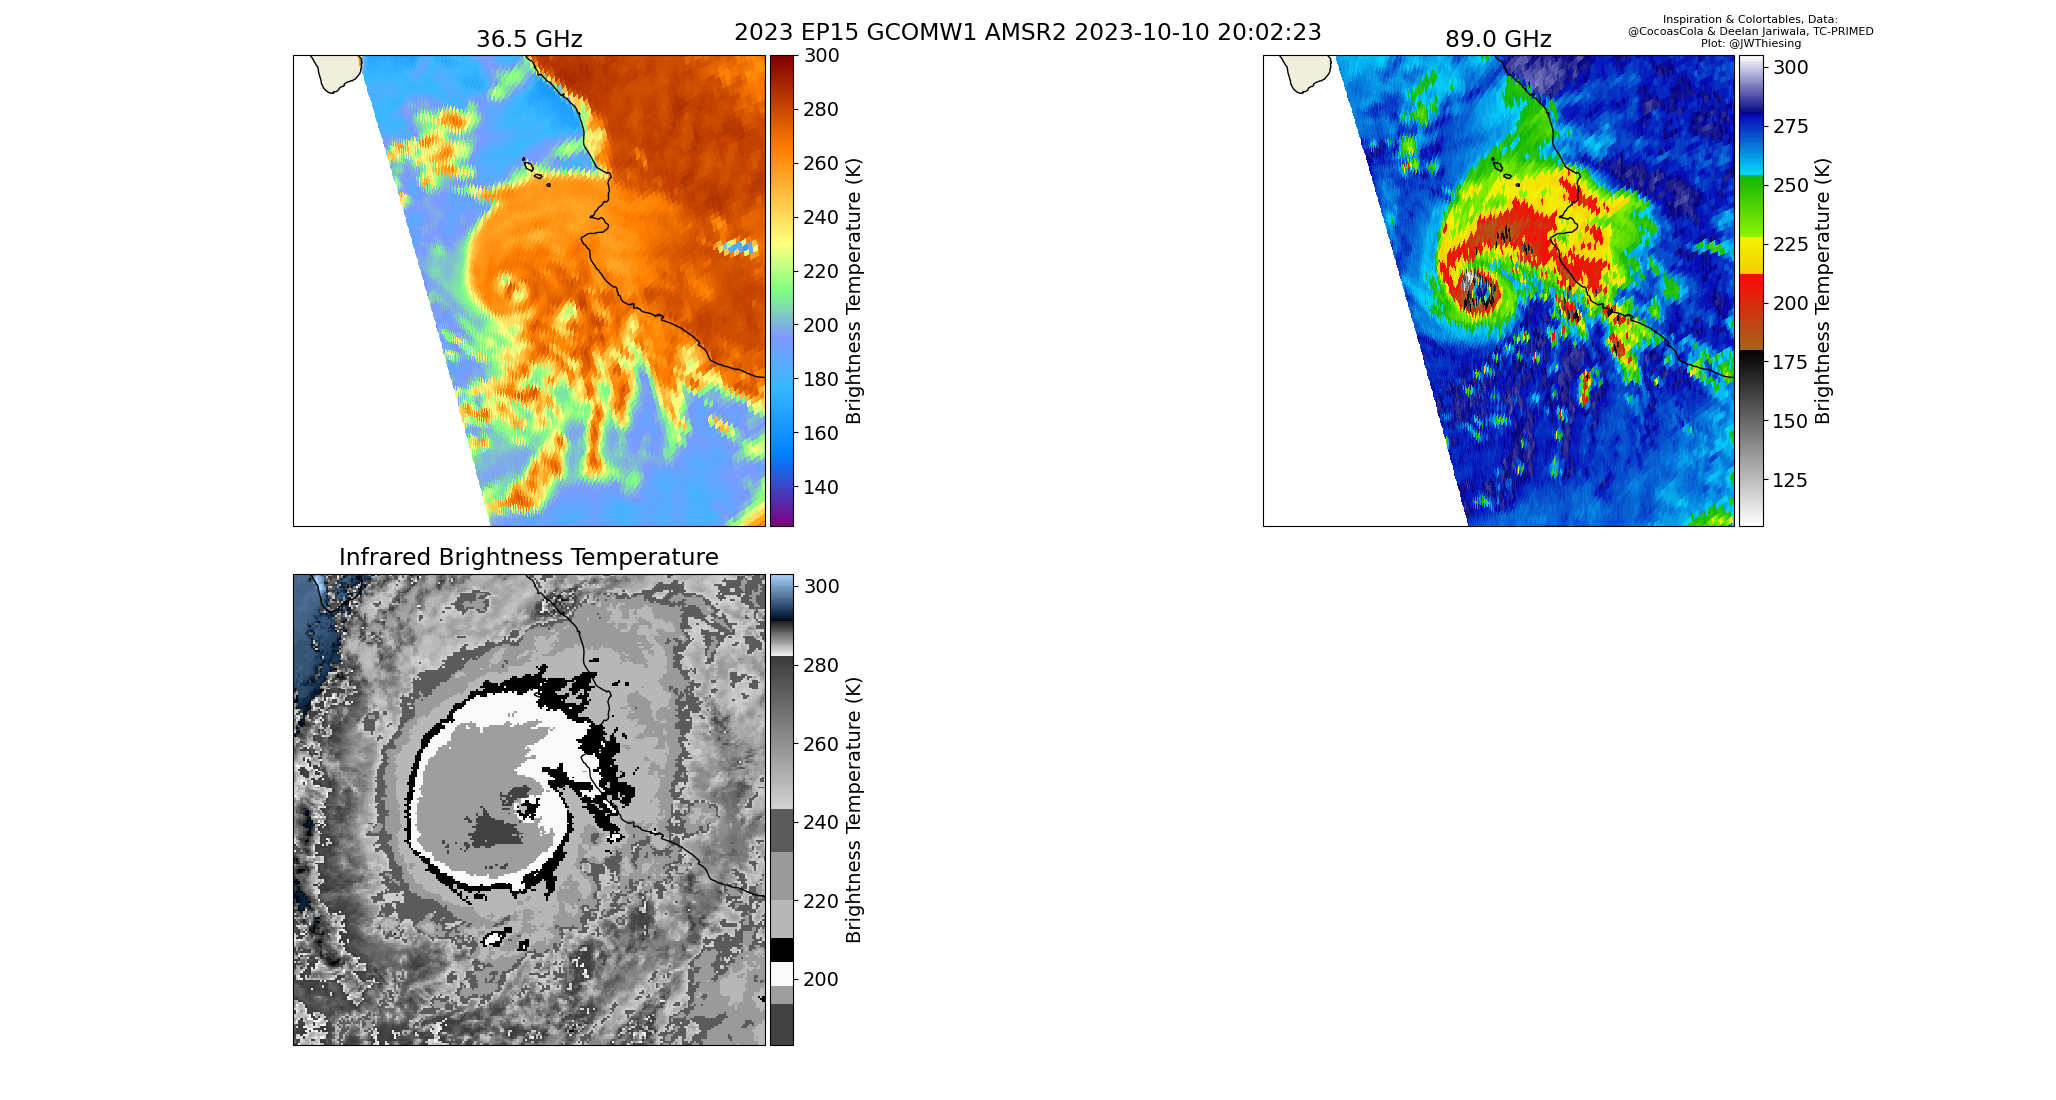 2023 EP15 GCOMW1 AMSR2 2023-10-10 20:02:23
Inspiration & Colortables, Data:
@CocoasCola & Deelan Jariwala, TC-PRIMED
Plot: @JWThiesing
36.5 GHz
300
280
260
240
220
200
180
160
140
Brightness Temperature (K)
89.0 GHz
300
275
250
225
200
175
150
125
Brightness Temperature (K)
Infrared Brightness Temperature
300
280
260
240
220
200
Brightness Temperature (K)